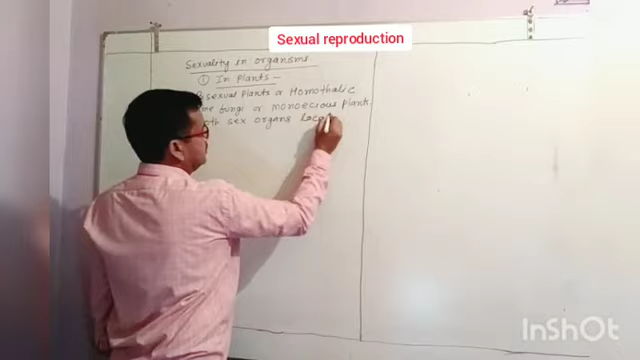 Sexual reproduction
Sexuality in organisms
① In Plants -
sexual Plants or Homothalic
fungi or monoecious plants
sex organs
InShOt